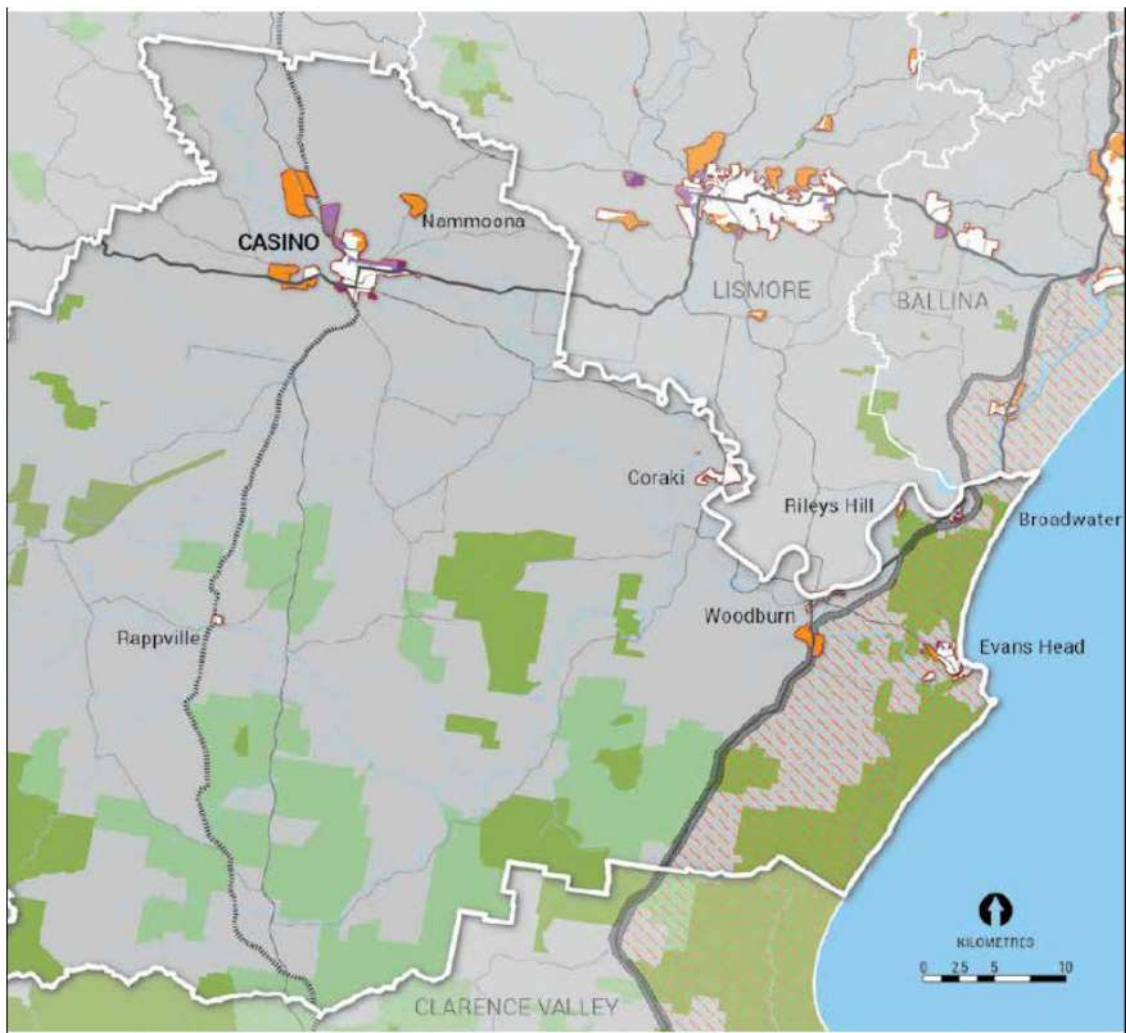 Nammoona
CASINO
LISMORE
BALLINA
Coraki
Rileys Hill
Broadwater
Woodburn
Rappville
Evans Head
KILOMETRES
0 2.5 5 10
CLARENCE VALLEY